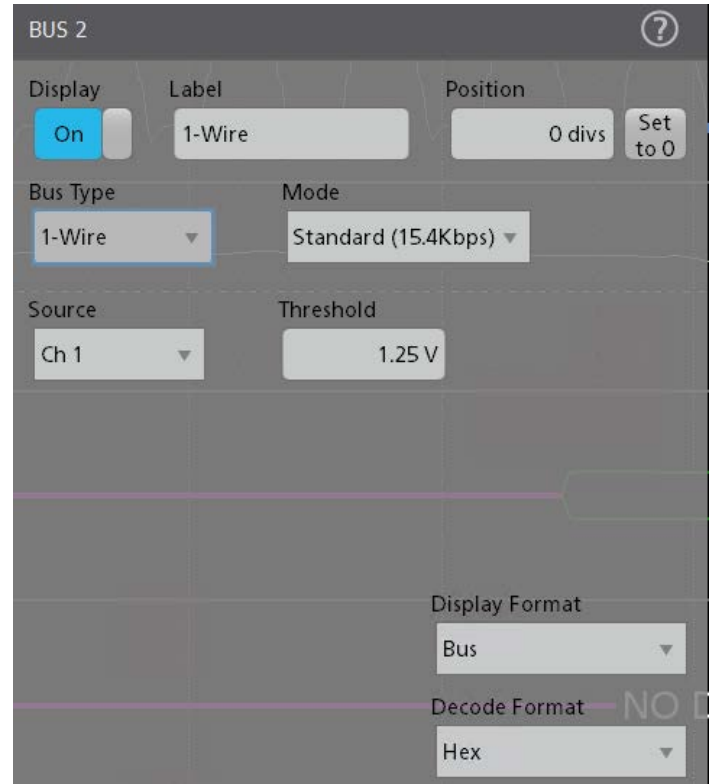 BUS 2 ?
Display Label Position
On 1-Wire 0 divs Set to 0
Bus Type Mode
1-Wire Standard (15.4Kbps)
Source Threshold
Ch 1 1.25 V
Display Format
Bus
Decode Format NO
Hex